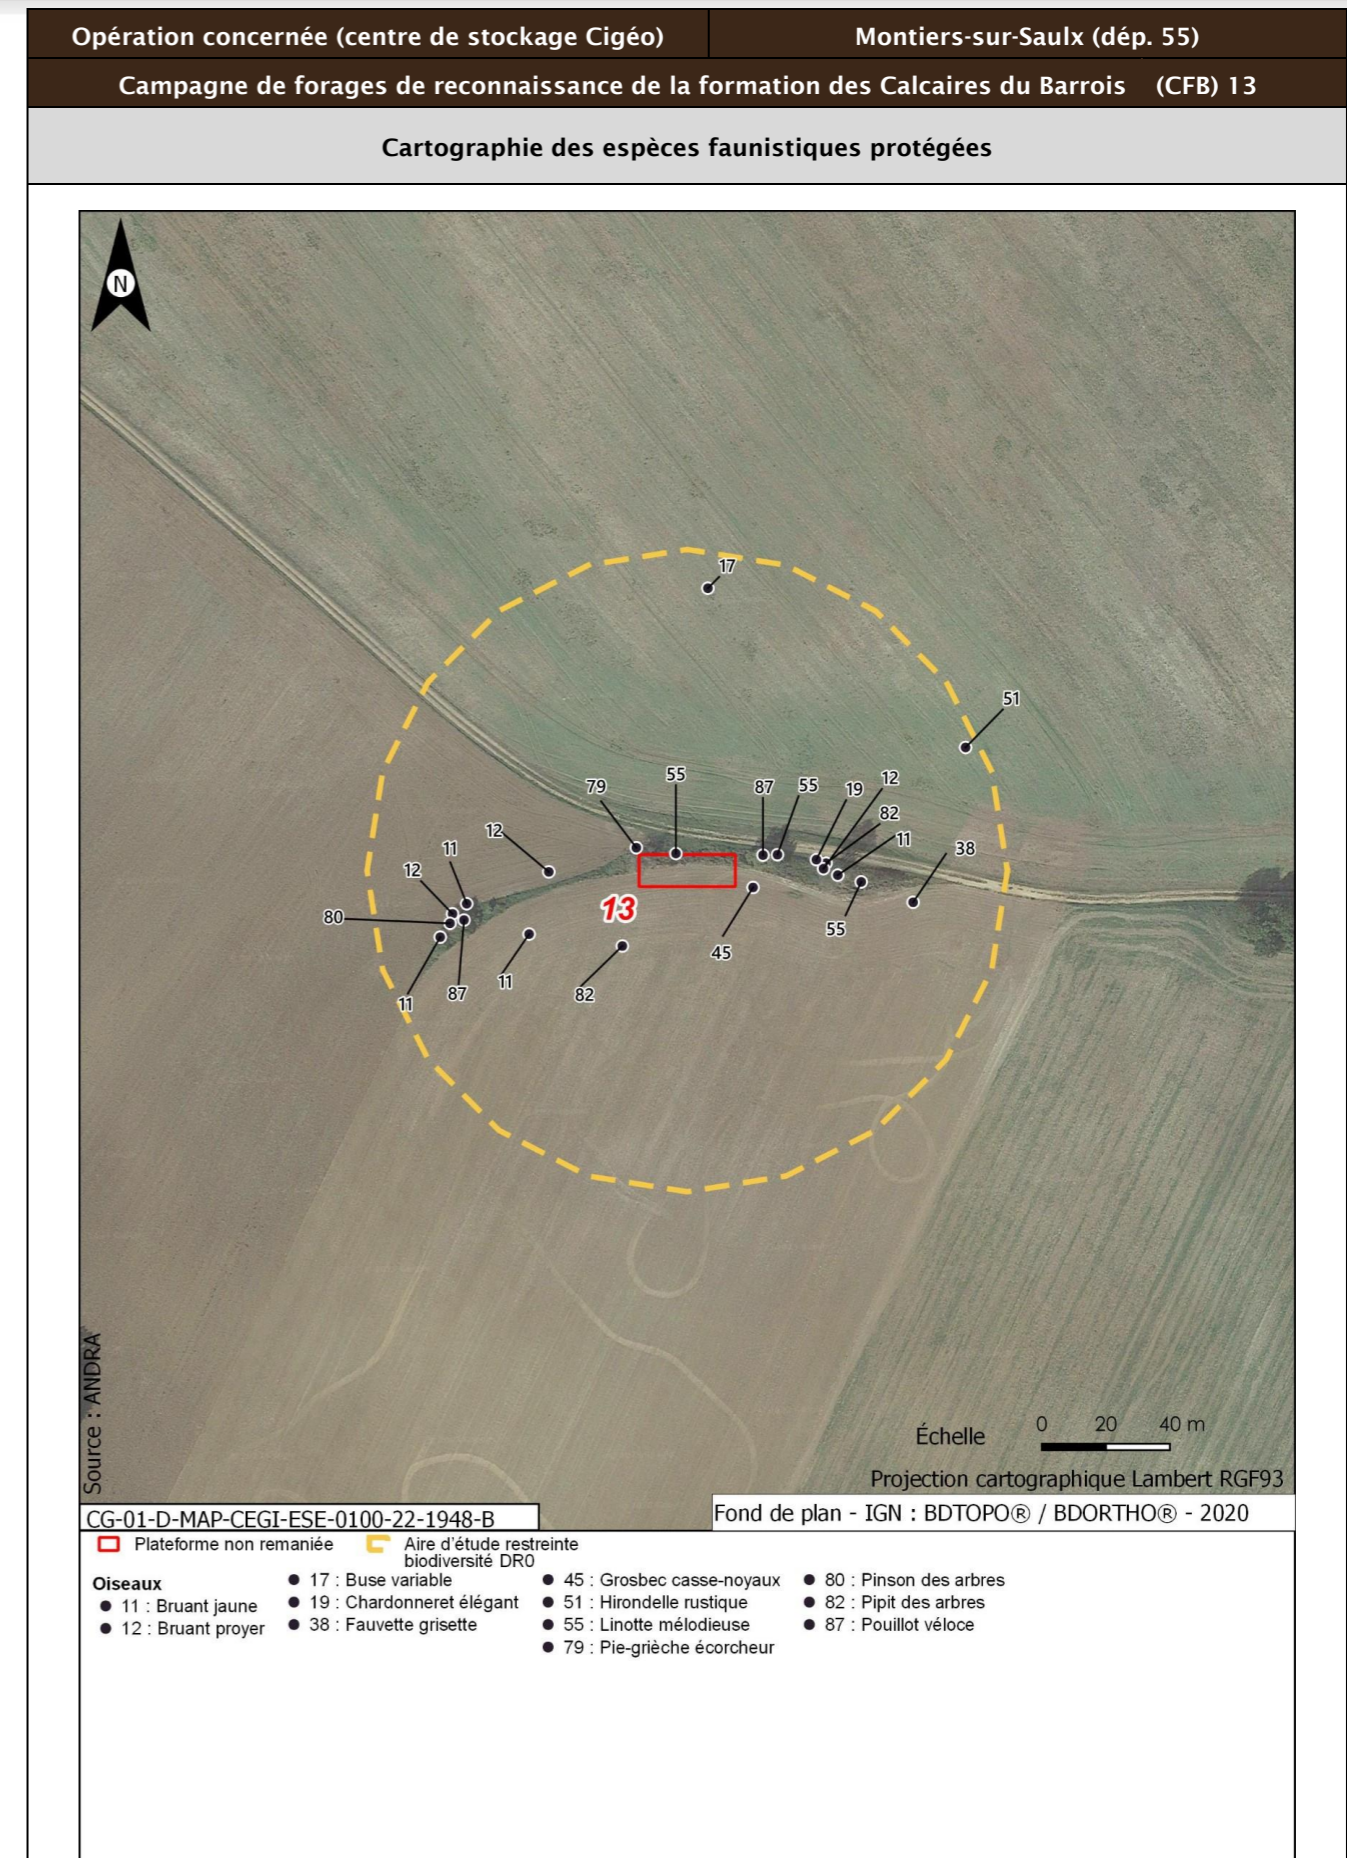 Opération concernée (centre de stockage Cigéo)
Montiers-sur-Saulx (dép. 55)
Campagne de forages de reconnaissance de la formation des Calcaires du Barrois (CFB) 13
Cartographie des espèces faunistiques protégées
N
17
51
79
55
87
55
19
12
82
11
38
12
11
12
80
13
55
45
11
87
11
82
Source : ANDRA
Échelle
0 20 40 m
Projection cartographique Lambert RGF93
CG-01-D-MAP-CEGI-ESE-0100-22-1948-B
Fond de plan - IGN : BDTOPO® / BDORTHO® - 2020
Plateforme non remaniée
Aire d'étude restreinte
biodiversité DR0
Oiseaux
11 : Bruant jaune
12 : Bruant proyer
17 : Buse variable
19 : Chardonneret élégant
38 : Fauvette grisette
45 : Grosbec casse-noyaux
51 : Hirondelle rustique
55 : Linotte mélodieuse
79 : Pie-grièche écorcheur
80 : Pinson des arbres
82 : Pipit des arbres
87 : Pouillot véloce